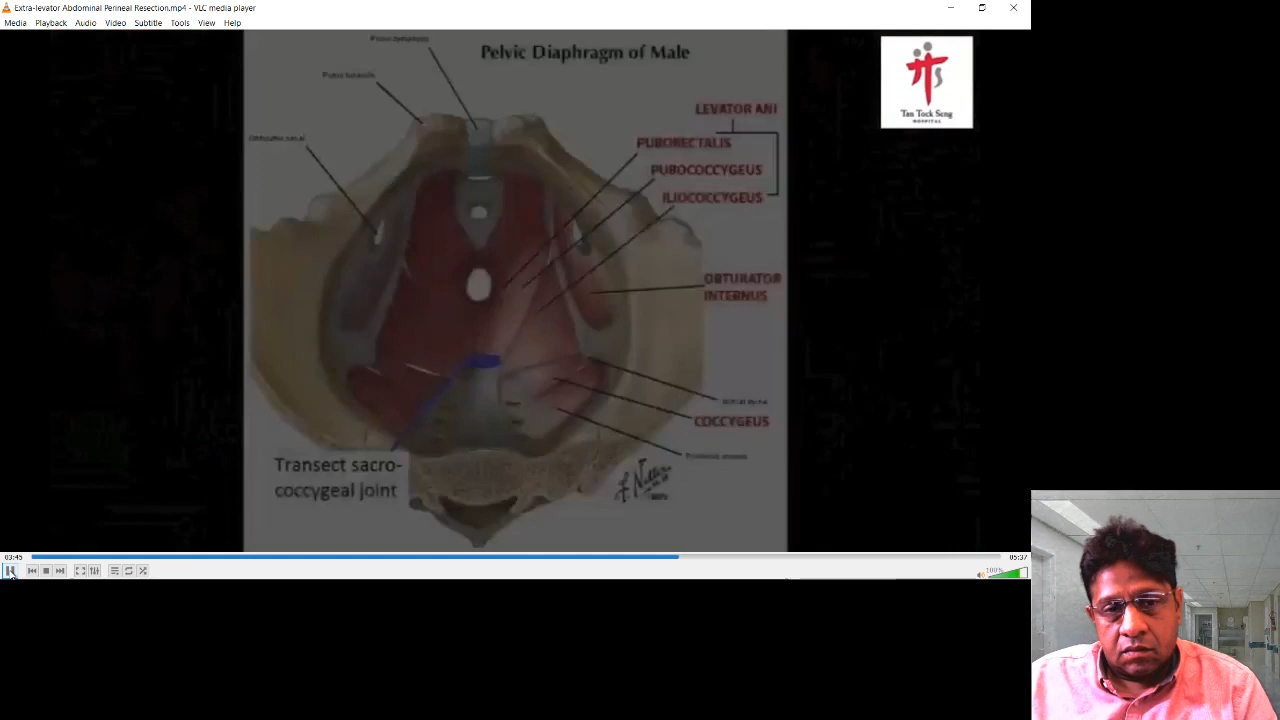 Extra-levator Abdominal Perineal Resection.mp4 - VLC media player
Media Playback Audio Video Subtitle Tools View Help
Pelvic Diaphragm of Male
Tan Tock Seng
HOSPITAL
LEVATOR ANI
PUBORECTALIS
PUBOCOCCYGEUS
ILIOCOCCYGEUS
OBTURATOR
INTERNUS
COCCYGEUS
Transect sacro-
coccygeal joint
03:45
05:37
100%